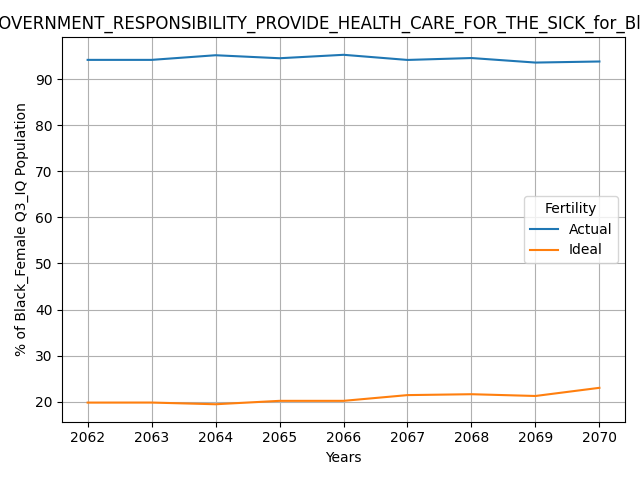 OVERNMENT_RESPONSIBILITY_PROVIDE_HEALTH_CARE_FOR_THE_SICK_for_Bl
% of Black_Female Q3_IQ Population
90
80
70
60
50
40
30
20
Fertility
Actual
Ideal
2062 2063 2064 2065 2066 2067 2068 2069 2070
Years